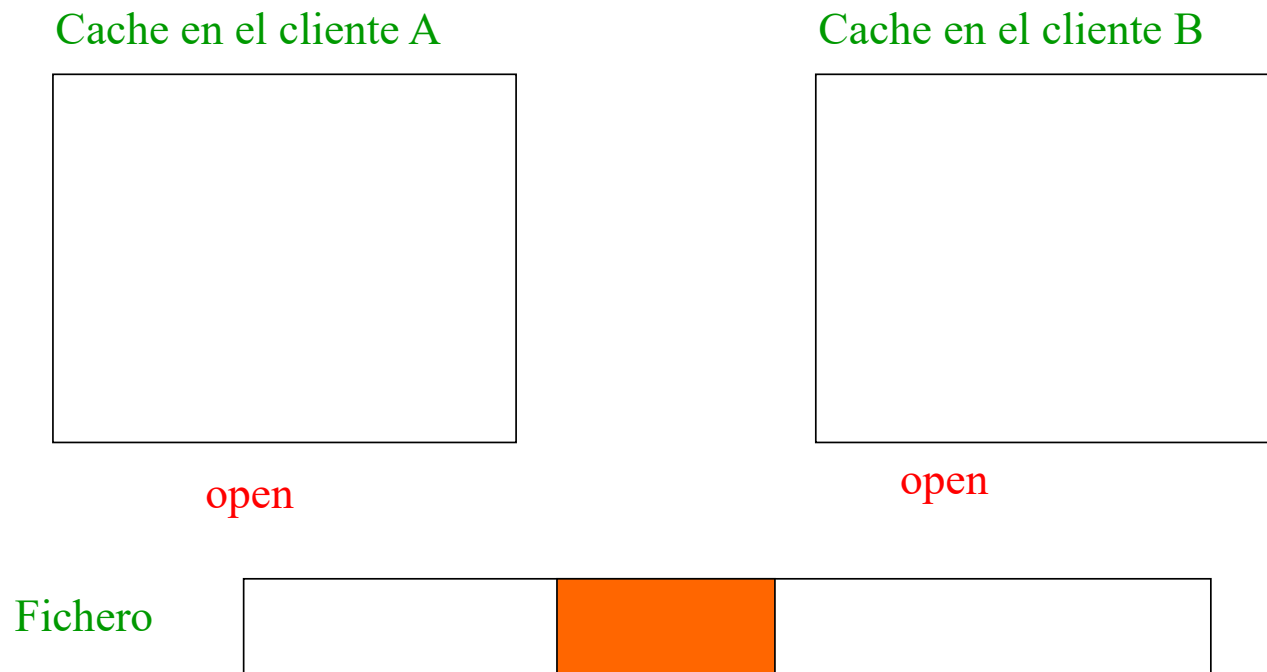 Cache en el cliente A
Cache en el cliente B
open
open
Fichero